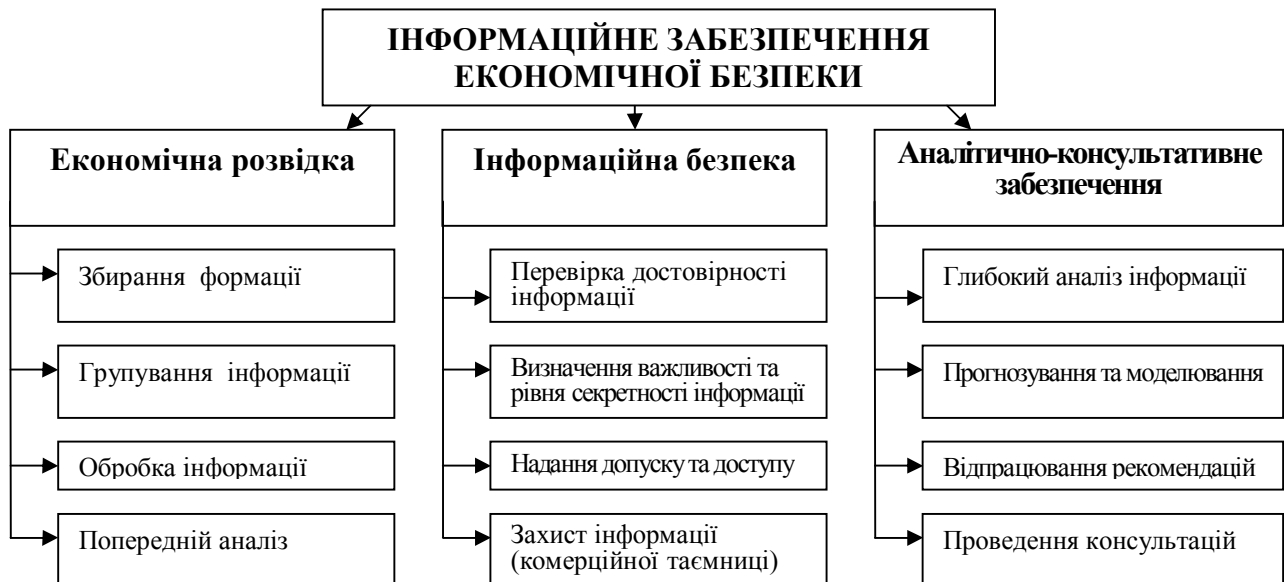 ІНФОРМАЦІЙНЕ ЗАБЕЗПЕЧЕННЯ
ЕКОНОМІЧНОЇ БЕЗПЕКИ
Економічна розвідка
Збирання формації
Групування інформації
Обробка інформації
Попередній аналіз
Інформаційна безпека
Перевірка достовірності
інформації
Визначення важливості та
рівня секретності інформації
Надання допуску та доступу
Захист інформації
(комерційної таємниці)
Аналітично-консультативне
забезпечення
Глибокий аналіз інформації
Прогнозування та моделювання
Відпрацювання рекомендацій
Проведення консультацій